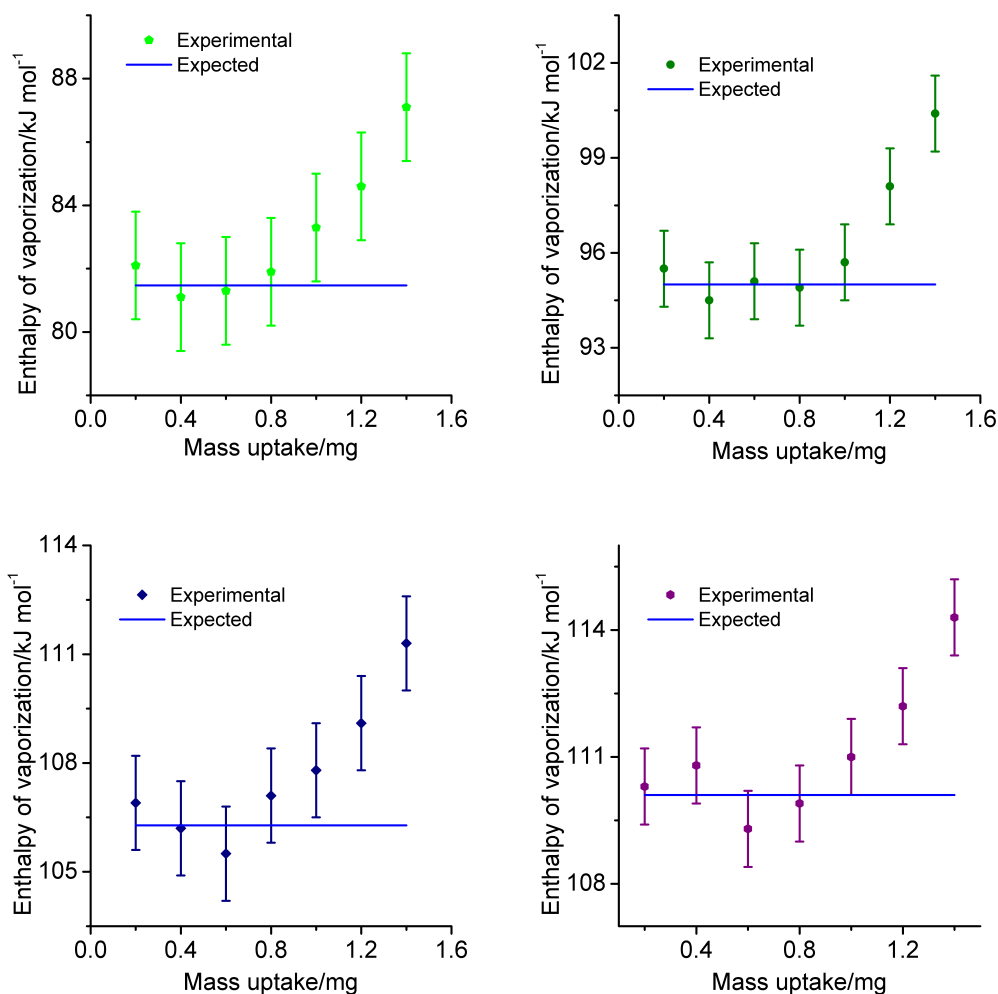 Enthalpy of vaporization/kJ mol⁻¹
Experimental
Expected
88
84
80
0.0 0.4 0.8 1.2 1.6
Mass uptake/mg
Enthalpy of vaporization/kJ mol⁻¹
Experimental
Expected
102
99
96
93
0.0 0.4 0.8 1.2 1.6
Mass uptake/mg
Enthalpy of vaporization/kJ mol⁻¹
Experimental
Expected
114
111
108
105
0.0 0.4 0.8 1.2 1.6
Mass uptake/mg
Enthalpy of vaporization/kJ mol⁻¹
Experimental
Expected
114
111
108
0.4 0.8 1.2
Mass uptake/mg